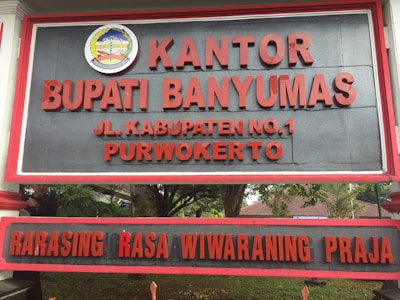 KANTOR
BUPATI BANYUMAS
JL. KABUPATEN NO. 1
PURWOKERTO
RARASING RASA WIWARANING PRAJA